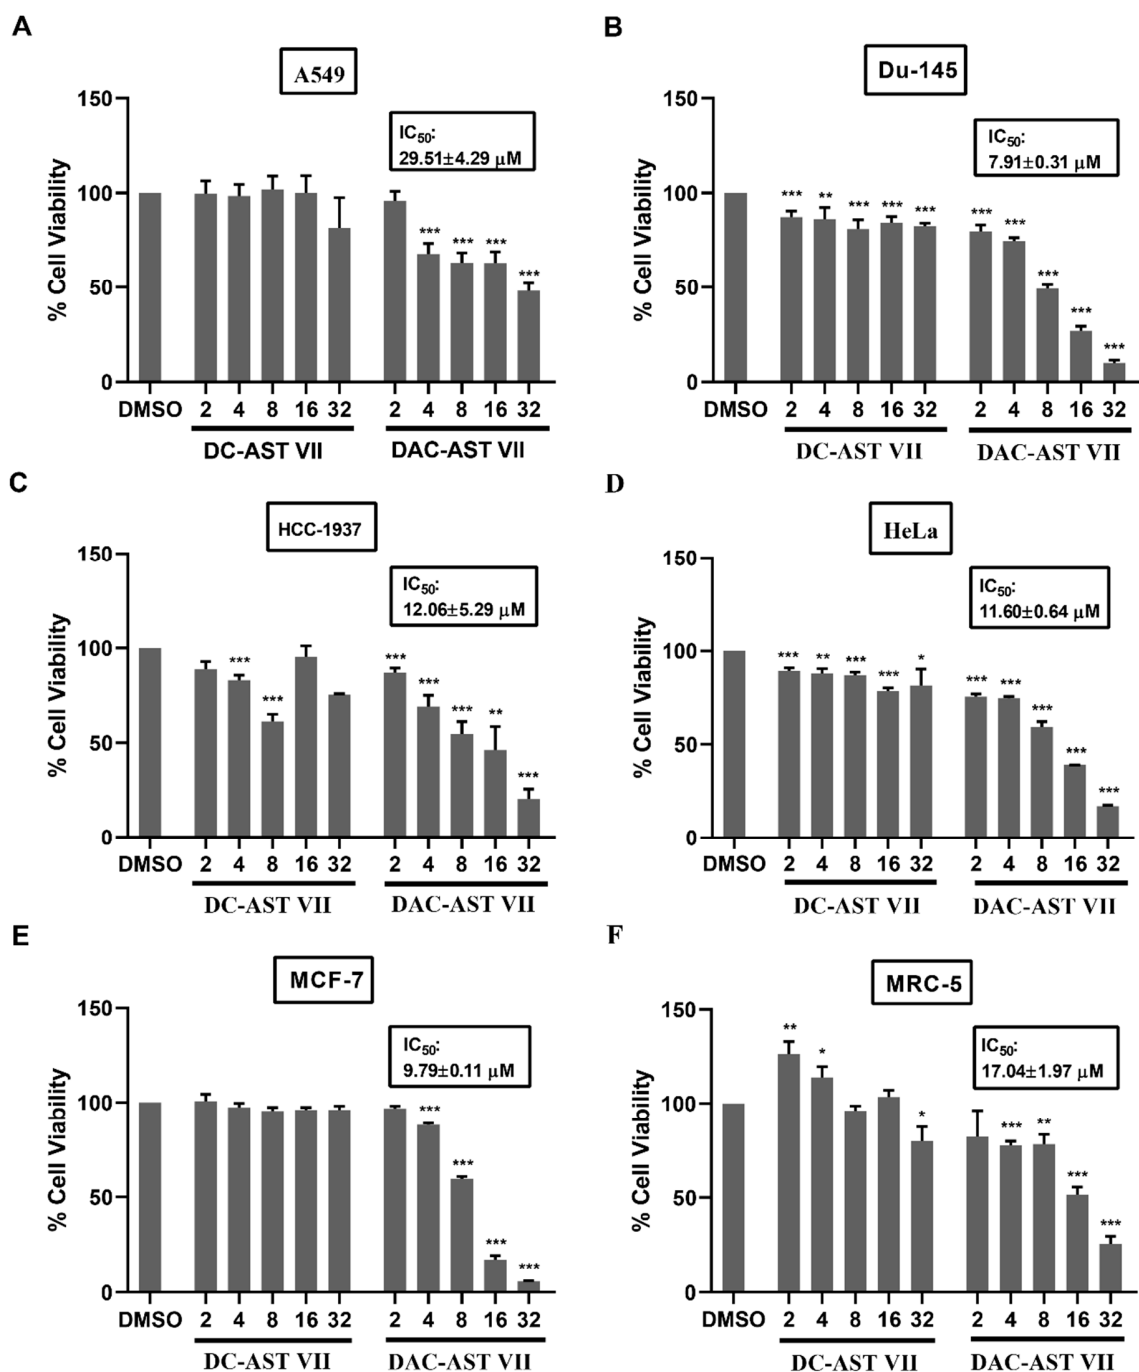 A
A549
IC50:
29.51±4.29 μM
% Cell Viability
150
100
50
0
***
***
***
***
DMSO 2 4 8 16 32 2 4 8 16 32
DC-AST VII DAC-AST VII
B
Du-145
IC50:
7.91±0.31 μM
% Cell Viability
150
100
50
0
*** ** *** *** *** *** *** *** *** ***
DMSO 2 4 8 16 32 2 4 8 16 32
DC-AST VII DAC-AST VII
C
HCC-1937
IC50:
12.06±5.29 μM
% Cell Viability
150
100
50
0
*** *** *** *** *** ** ***
DMSO 2 4 8 16 32 2 4 8 16 32
DC-AST VII DAC-AST VII
D
HeLa
IC50:
11.60±0.64 μM
% Cell Viability
150
100
50
0
*** ** *** *** * *** *** *** *** ***
DMSO 2 4 8 16 32 2 4 8 16 32
DC-AST VII DAC-AST VII
E
MCF-7
IC50:
9.79±0.11 μM
% Cell Viability
150
100
50
0
*** *** *** ***
DMSO 2 4 8 16 32 2 4 8 16 32
DC-AST VII DAC-AST VII
F
MRC-5
IC50:
17.04±1.97 μM
% Cell Viability
150
100
50
0
** * * *** ** *** ***
DMSO 2 4 8 16 32 2 4 8 16 32
DC-AST VII DAC-AST VII